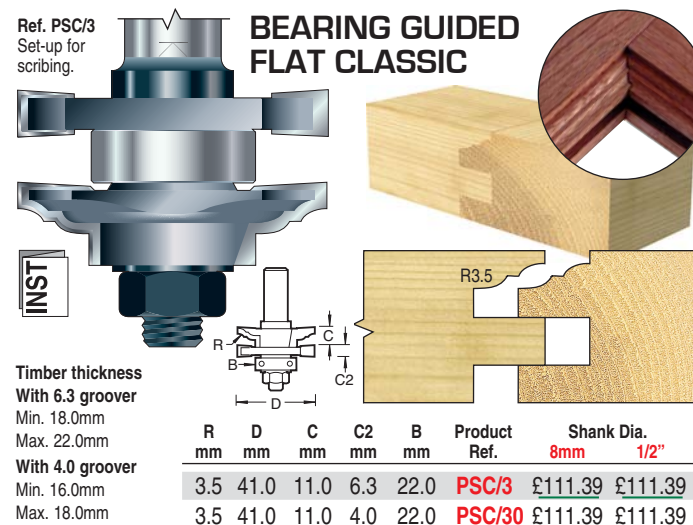 Ref. PSC/3
Set-up for
scribing.
BEARING GUIDED
FLAT CLASSIC
INST
R3.5
R
B
C
C2
D
Timber thickness
With 6.3 groover
Min. 18.0mm
Max. 22.0mm
With 4.0 groover
Min. 16.0mm
Max. 18.0mm
R D C C2 B Product Shank Dia.
mm mm mm mm mm Ref. 8mm 1/2”
3.5 41.0 11.0 6.3 22.0 PSC/3 £111.39 £111.39
3.5 41.0 11.0 4.0 22.0 PSC/30 £111.39 £111.39